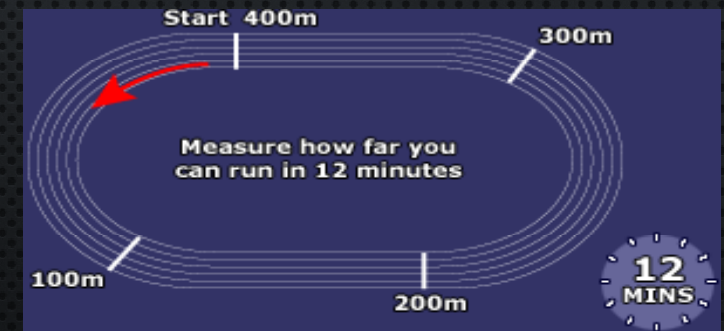 Start 400m
300m
Measure how far you
can run in 12 minutes
100m
200m
12
MINS